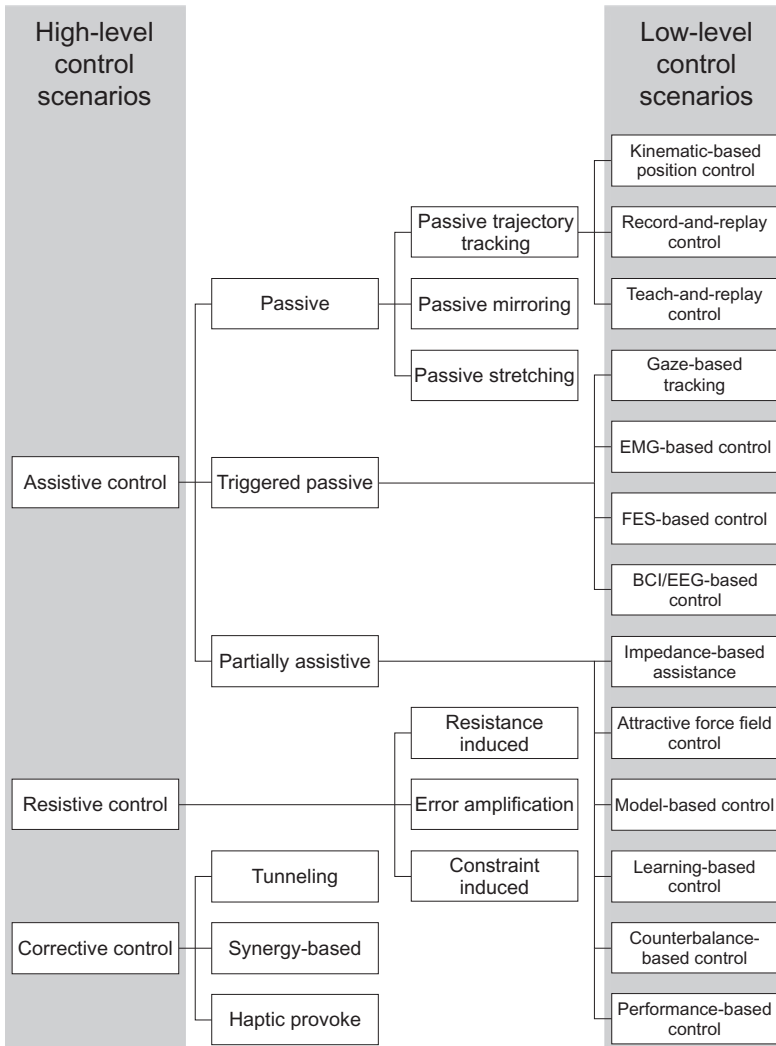 High-level
control
scenarios
Low-level
control
scenarios
Kinematic-based
position control
Passive trajectory
tracking
Record-and-replay
control
Passive
Passive mirroring
Teach-and-replay
control
Passive stretching
Gaze-based
tracking
EMG-based control
Assistive control
Triggered passive
FES-based control
BCI/EEG-based
control
Partially assistive
Impedance-based
assistance
Resistance
induced
Attractive force field
control
Resistive control
Error amplification
Model-based control
Tunneling
Constraint
induced
Learning-based
control
Corrective control
Synergy-based
Counterbalance-
based control
Haptic provoke
Performance-based
control